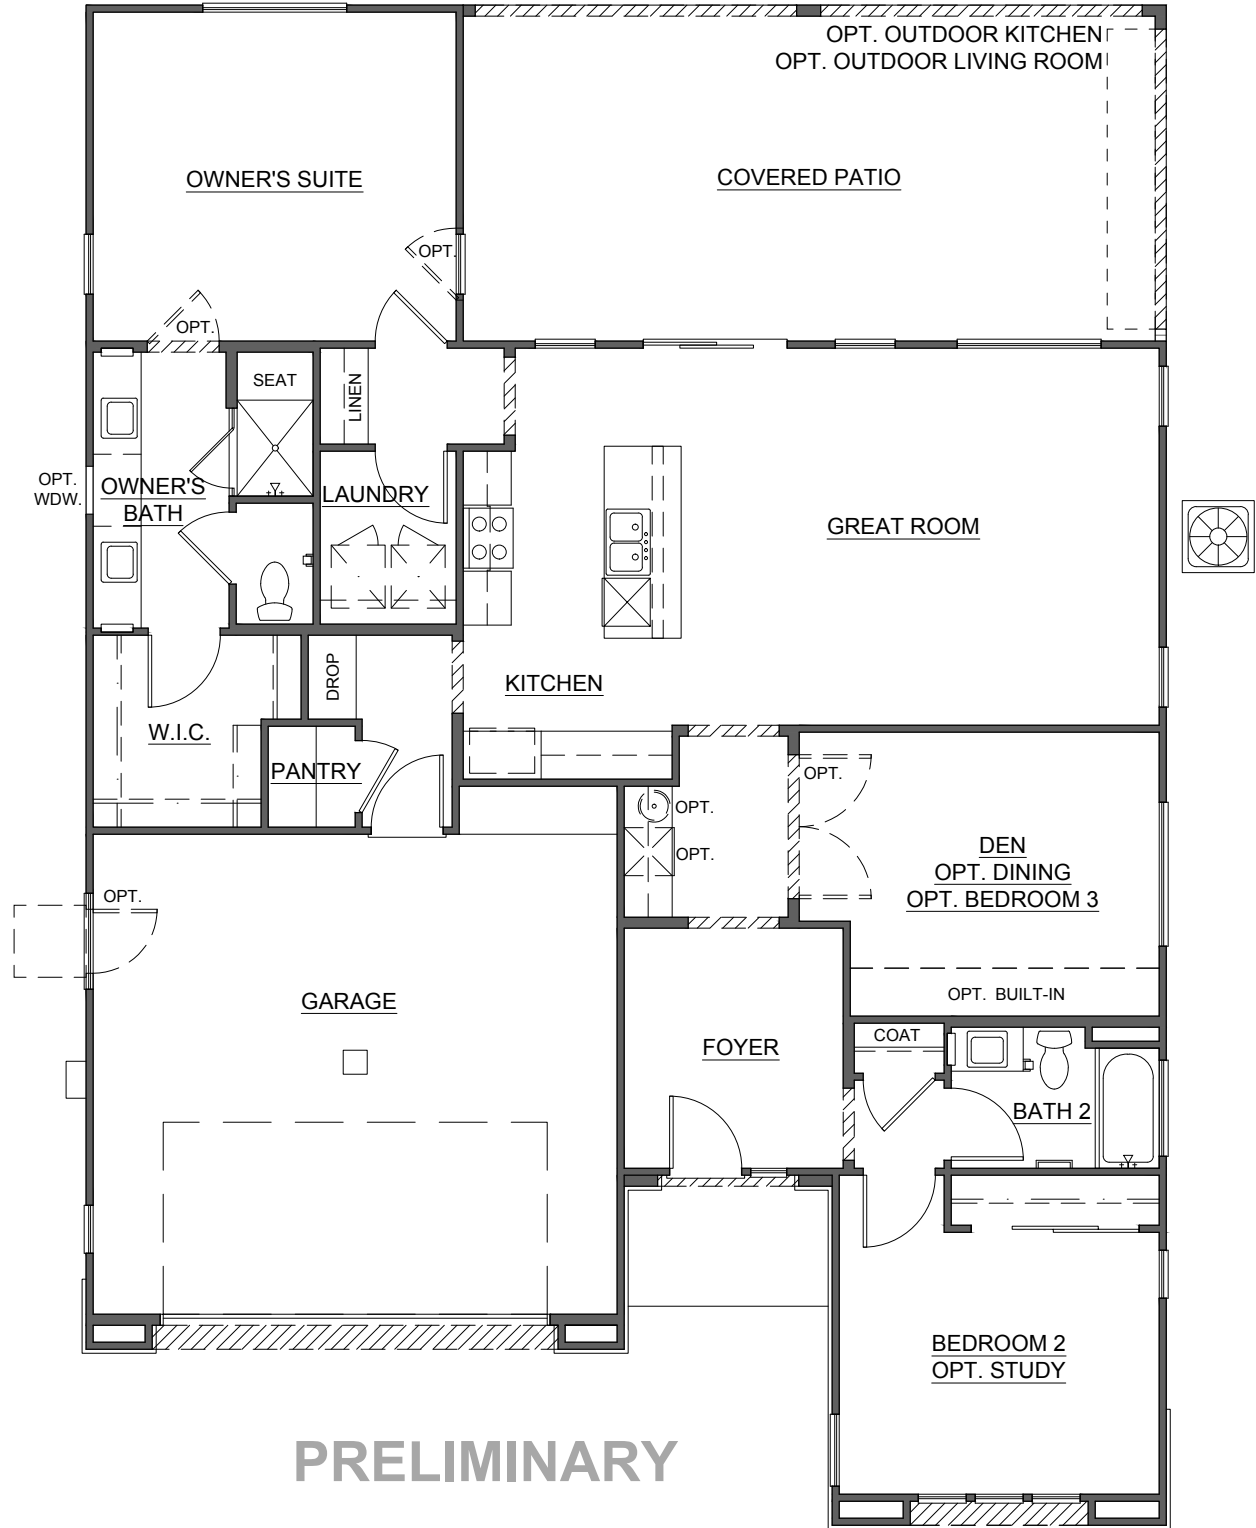 OPT. OUTDOOR KITCHEN
OPT. OUTDOOR LIVING ROOM
OWNER'S SUITE
COVERED PATIO
OPT.
OPT.
SEAT
LINEN
OPT.
WDW.
OWNER'S
BATH
LAUNDRY
GREAT ROOM
DROP
KITCHEN
W.I.C.
PANTRY
OPT.
OPT.
OPT.
DEN
OPT. DINING
OPT. BEDROOM 3
OPT.
OPT. BUILT-IN
GARAGE
FOYER
COAT
BATH 2
BEDROOM 2
OPT. STUDY
PRELIMINARY